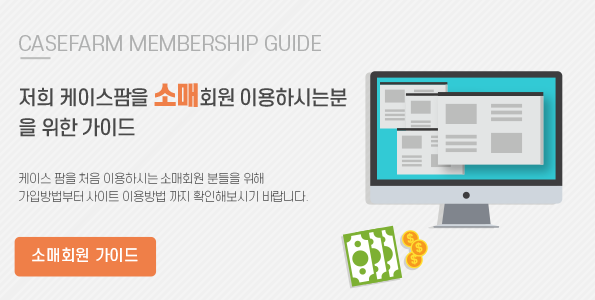 CASEFARM MEMBERSHIP GUIDE
저희 케이스팜을 소매회원 이용하시는분
을 위한 가이드
케이스 팜을 처음 이용하시는 소매회원 분들을 위해
가입방법부터 사이트 이용방법 까지 확인해보시기 바랍니다.
소매회원 가이드
$
$
$